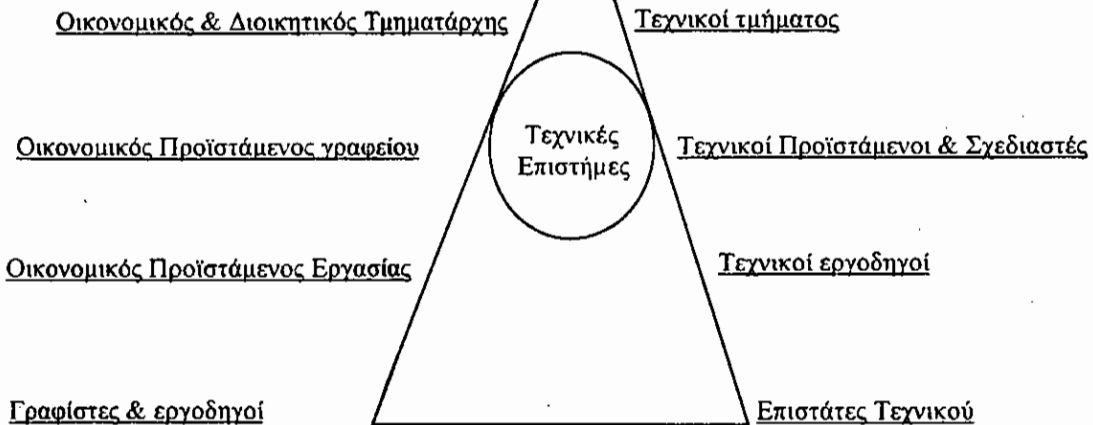 Οικονομικός & Διοικητικός Τμηματάρχης
Τεχνικοί τμήματος
Οικονομικός Προϊστάμενος γραφείου
Τεχνικές
Επιστήμες
Τεχνικοί Προϊστάμενοι & Σχεδιαστές
Οικονομικός Προϊστάμενος Εργασίας
Τεχνικοί εργοδηγοί
Γραφίστες & εργοδηγοί
Επιστάτες Τεχνικού